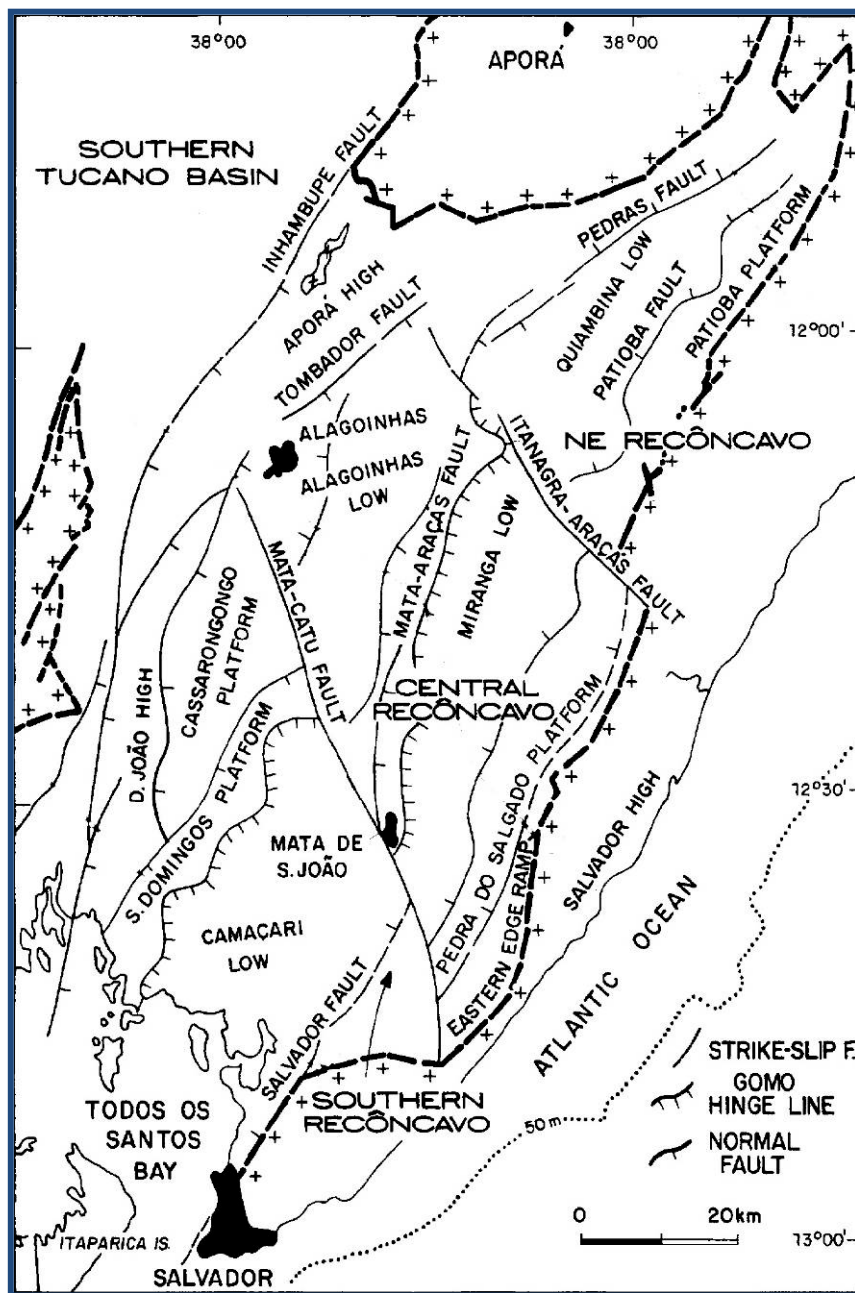 38°00
38°00
APORÁ
SOUTHERN
TUCANO BASIN
INHAMBUPE FAULT
PEDRAS FAULT
QUIAMBINA LOW
PATIOBA FAULT
PATIOBA PLATFORM
APORÁ HIGH
TOMBADOR FAULT
12°00'
ALAGOINHAS
ALAGOINHAS
LOW
ITANAGRA-ARAÇÁS FAULT
NE RECÔNCAVO
MATA-ARAÇÁS FAULT
MIRANGA LOW
MATA-CATU FAULT
CASSARONGONGO
PLATFORM
D. JOÃO HIGH
S. DOMINGOS PLATFORM
CENTRAL
RECÔNCAVO
PEDRA DO SALGADO PLATFORM
EASTERN EDGE RAMP
SALVADOR HIGH
12°30
MATA DE
S. JOÃO
CAMAÇARI
LOW
SALVADOR FAULT
ATLANTIC OCEAN
STRIKE-SLIP F.
GOMO
HINGE LINE
NORMAL
FAULT
SOUTHERN
RECÔNCAVO
50m
TODOS OS
SANTOS
BAY
ITAPARICA IS.
SALVADOR
0 20km
13°00'